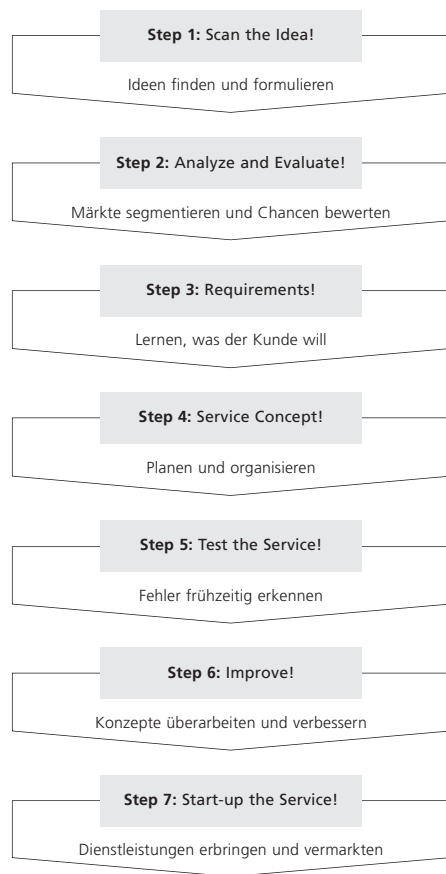 Step 1: Scan the Idea!
Ideen finden und formulieren
Step 2: Analyze and Evaluate!
Märkte segmentieren und Chancen bewerten
Step 3: Requirements!
Lernen, was der Kunde will
Step 4: Service Concept!
Planen und organisieren
Step 5: Test the Service!
Fehler frühzeitig erkennen
Step 6: Improve!
Konzepte überarbeiten und verbessern
Step 7: Start-up the Service!
Dienstleistungen erbringen und vermarkten